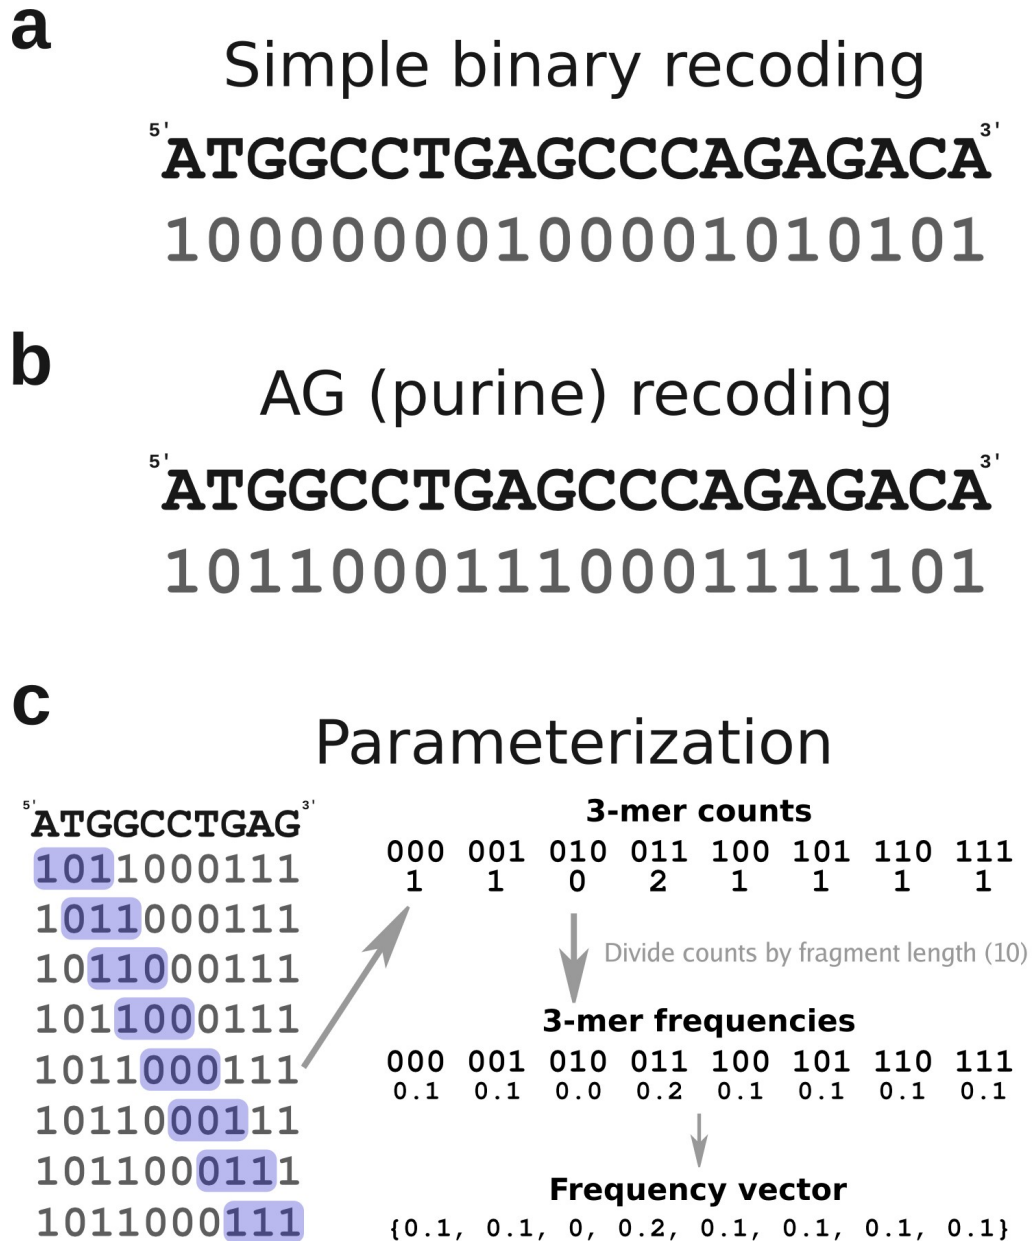 a
Simple binary recoding
5' ATGGCCTGAGCCCAGAGACA 3'
10000000100001010101
b
AG (purine) recoding
5' ATGGCCTGAGCCCAGAGACA 3'
10110001110001111101
c
Parameterization
5' ATGGCCTGAG 3'
1011000111
1011000111
1011000111
1011000111
1011000111
1011000111
1011000111
1011000111
3-mer counts
000 001 010 011 100 101 110 111
1 1 0 2 1 1 1 1
Divide counts by fragment length (10)
3-mer frequencies
000 001 010 011 100 101 110 111
0.1 0.1 0.0 0.2 0.1 0.1 0.1 0.1
Frequency vector
{0.1, 0.1, 0, 0.2, 0.1, 0.1, 0.1, 0.1}